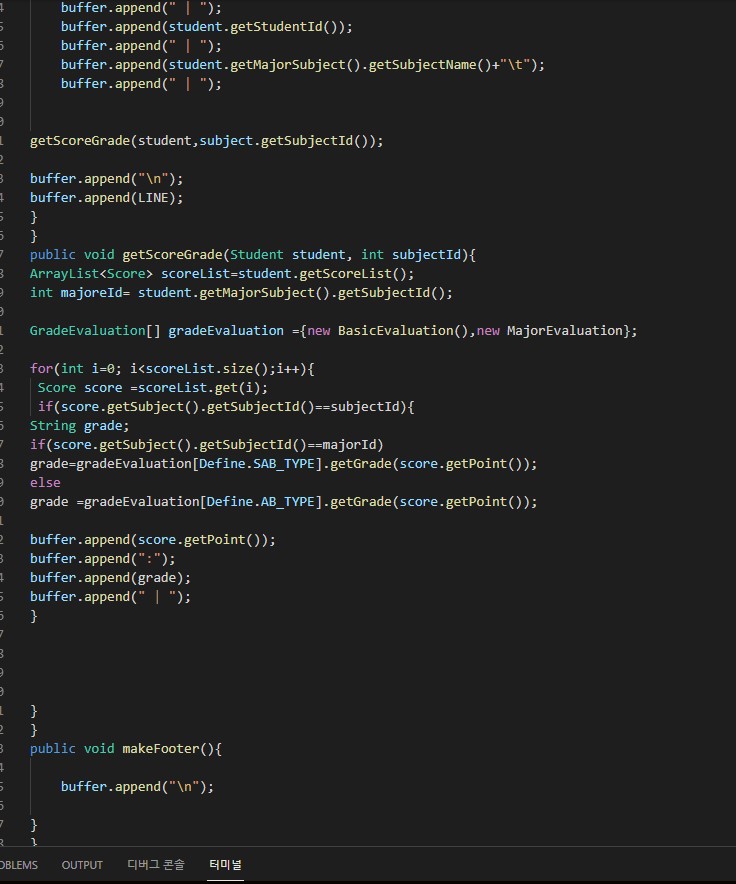 4 buffer.append(" | ");
5 buffer.append(student.getStudentId());
6 buffer.append(" | ");
7 buffer.append(student.getMajorSubject().getSubjectName()+"\t");
8 buffer.append(" | ");
9
0
1 getScoreGrade(student,subject.getSubjectId());
2
3 buffer.append("\n");
4 buffer.append(LINE);
5 }
6 }
7 public void getScoreGrade(Student student, int subjectId){
8 ArrayList<Score> scoreList=student.getScoreList();
9 int majoreId= student.getMajorSubject().getSubjectId();
0
1 GradeEvaluation[] gradeEvaluation ={new BasicEvaluation(),new MajorEvaluation};
2
3 for(int i=0; i<scoreList.size();i++){
4 Score score =scoreList.get(i);
5 if(score.getSubject().getSubjectId()==subjectId){
6 String grade;
7 if(score.getSubject().getSubjectId()==majorId)
8 grade=gradeEvaluation[Define.SAB_TYPE].getGrade(score.getPoint());
9 else
0 grade =gradeEvaluation[Define.AB_TYPE].getGrade(score.getPoint());
1
2 buffer.append(score.getPoint());
3 buffer.append(":");
4 buffer.append(grade);
5 buffer.append(" | ");
6 }
7
8
9
0
1 }
2 }
3 public void makeFooter(){
4
5 buffer.append("\n");
6
7 }
8 }
OBLEMS OUTPUT 디버그 콘솔 터미널